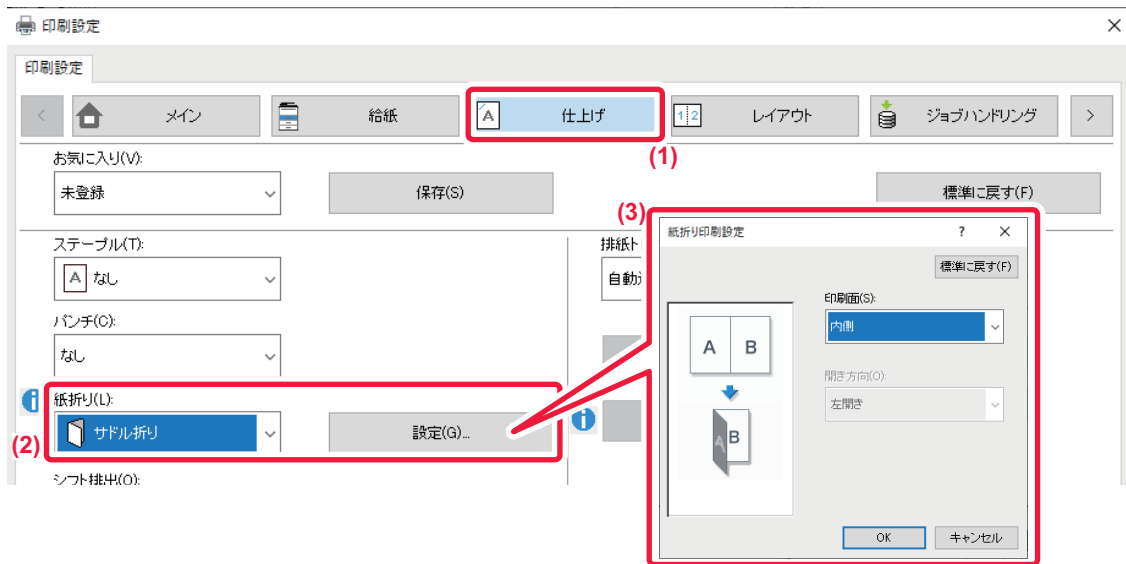 印刷設定
印刷設定
メイン
給紙
仕上げ
レイアウト
ジョブハンドリング
(1)
お気に入り(V):
未登録
保存(S)
標準に戻す(F)
(3)
ステープル(T):
A なし
パンチ(C):
なし
(2)
紙折り(L):
サドル折り
設定(G)...
シフト排出(O):
排紙ト
自動
紙折り印刷設定
?
標準に戻す(F)
印刷面(S):
内側
開き方向(O):
左開き
A B
A B
OK
キャンセル